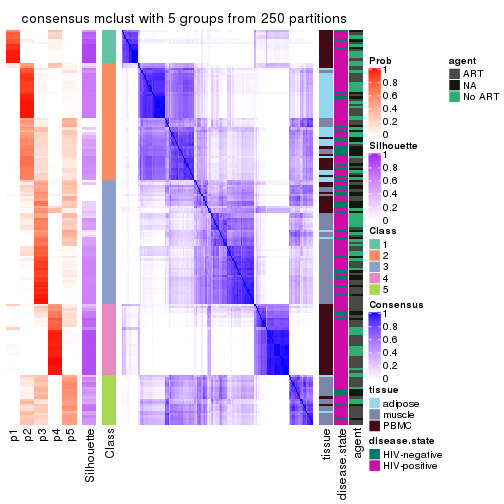 consensus mclust with 5 groups from 250 partitions
Prob
1
0.8
0.6
0.4
0.2
0
agent
ART
NA
No ART
Silhouette
1
0.8
0.6
0.4
0.2
0
Class
1
2
3
4
5
Consensus
1
0.8
0.6
0.4
0.2
0
tissue
adipose
muscle
PBMC
disease.state
HIV-negative
HIV-positive
p1
p2
p3
p4
p5
Silhouette
Class
tissue
disease.state
agent